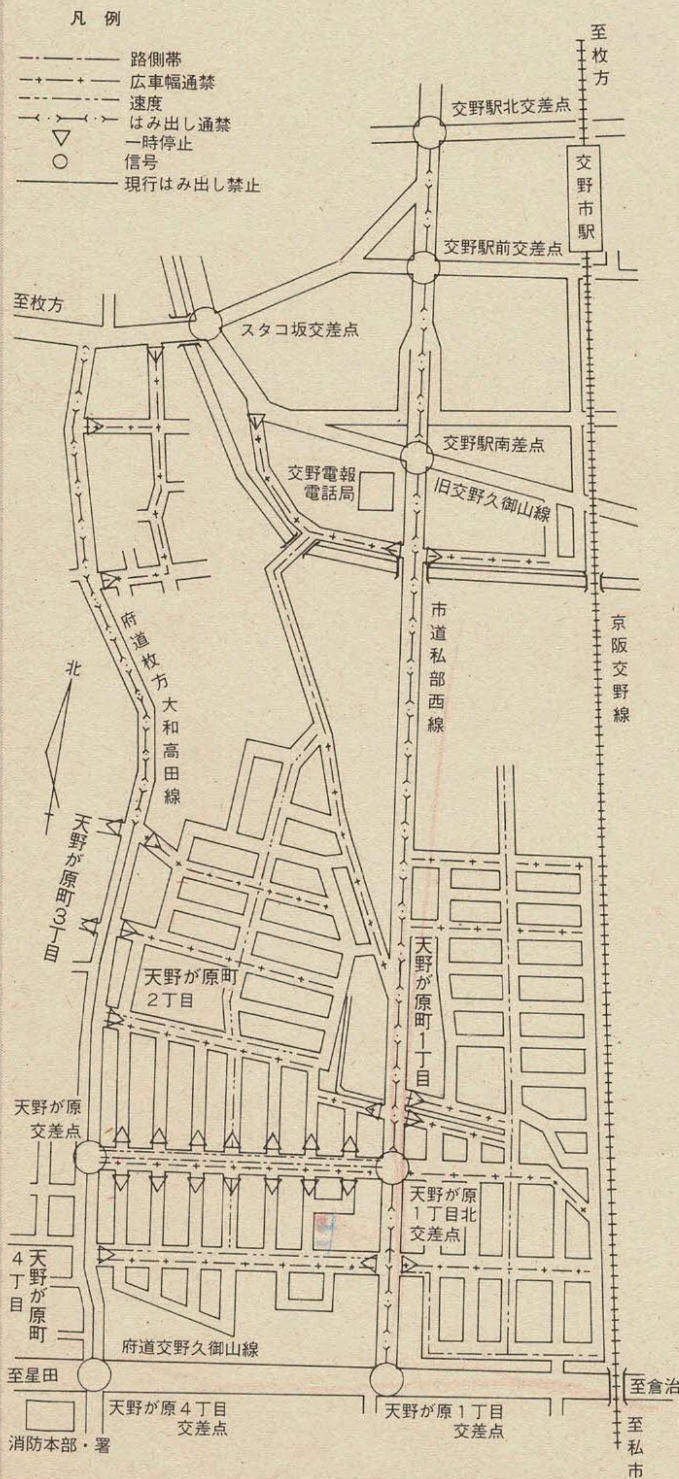 凡例
路側帯
広車幅通禁
速度
はみ出し通禁
一時停止
信号
現行はみ出し禁止
至枚方
交野駅北交差点
交野市駅
交野駅前交差点
至枚方
スタコ坂交差点
交野駅南差点
交野電報
電話局
旧交野久御山線
府道枚方大和高田線
市道私部西線
京阪交野線
北
天野が原町3丁目
天野が原町
2丁目
天野が原町1丁目
天野が原
交差点
天野が原
1丁目北
交差点
天野が原町
4丁目
府道交野久御山線
至星田
至倉治
天野が原4丁目
交差点
天野が原1丁目
交差点
消防本部・署
至私市